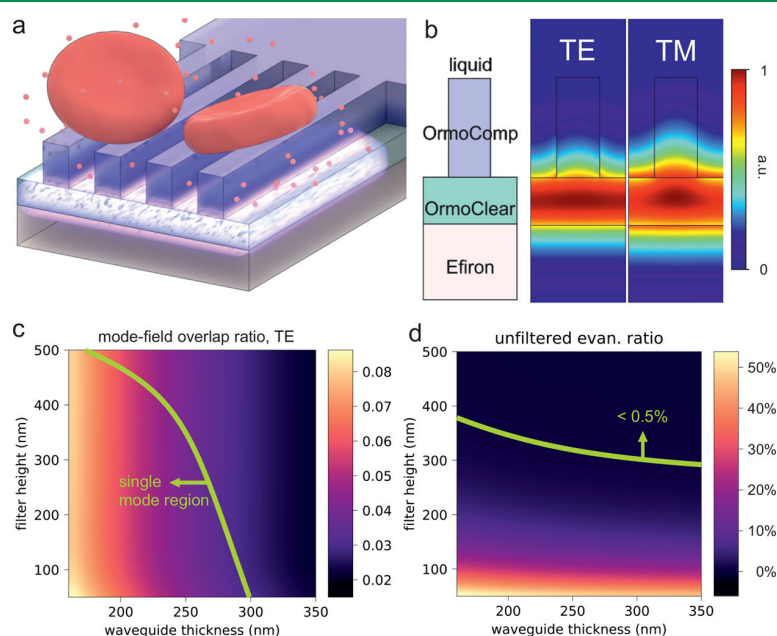 a
b
liquid
OrmoComp
OrmoClear
Efiron
TE
TM
1
a.u
0
c
mode-field overlap ratio, TE
500
400
300
200
100
filter height (nm)
single
mode region
200
250
300
350
waveguide thickness (nm)
0.08
0.07
0.06
0.05
0.04
0.03
0.02
d
unfiltered evan. ratio
500
400
300
200
100
filter height (nm)
< 0.5%
200
250
300
350
waveguide thickness (nm)
50%
40%
30%
20%
10%
0%